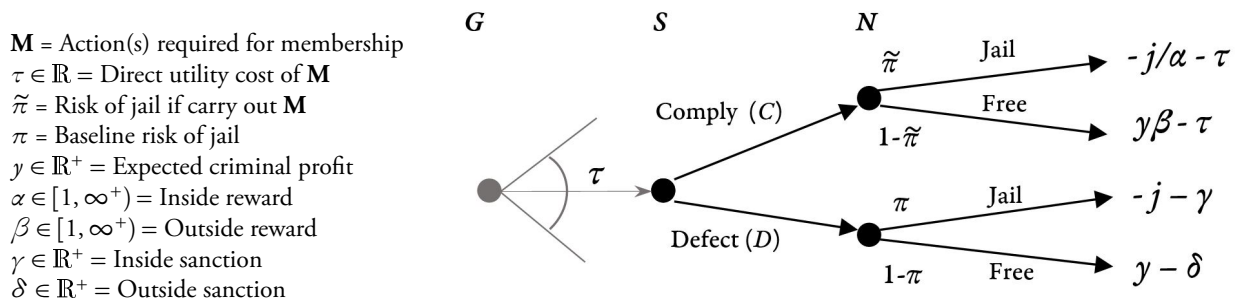 M = Action(s) required for membership
τ ∈ ℝ = Direct utility cost of M
π̃ = Risk of jail if carry out M
π = Baseline risk of jail
y ∈ ℝ⁺ = Expected criminal profit
α ∈ [1, ∞⁺) = Inside reward
β ∈ [1, ∞⁺) = Outside reward
γ ∈ ℝ⁺ = Inside sanction
δ ∈ ℝ⁺ = Outside sanction
G S N
π̃ Jail -j/α - τ
Comply (C)
Free yβ - τ
1-π̃
τ
π Jail -j – γ
Defect (D)
1-π Free y – δ